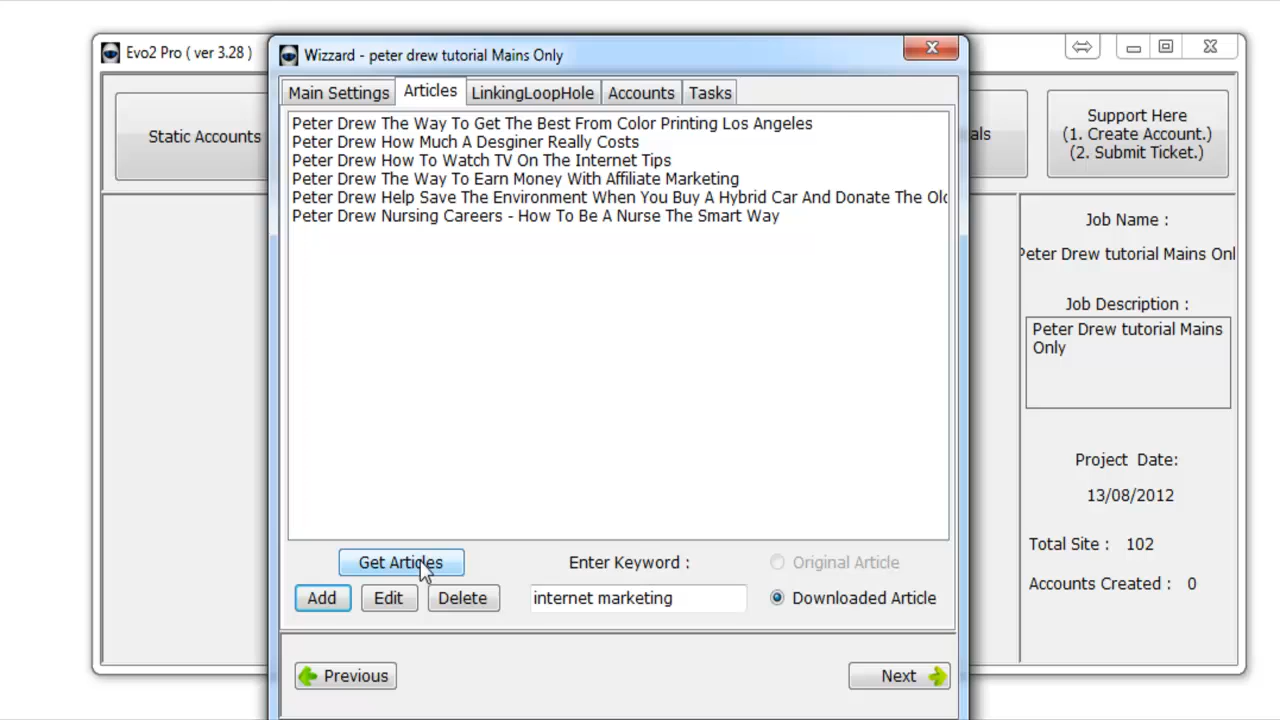 Evo2 Pro ( ver 3.28 )
Wizzard - peter drew tutorial Mains Only
Static Accounts
als
Support Here
(1. Create Account.)
(2. Submit Ticket.)
Main Settings
Articles
LinkingLoopHole
Accounts
Tasks
Peter Drew The Way To Get The Best From Color Printing Los Angeles
Peter Drew How Much A Desginer Really Costs
Peter Drew How To Watch TV On The Internet Tips
Peter Drew The Way To Earn Money With Affiliate Marketing
Peter Drew Help Save The Environment When You Buy A Hybrid Car And Donate The Old
Peter Drew Nursing Careers - How To Be A Nurse The Smart Way
Get Articles
Enter Keyword :
Original Article
Add
Edit
Delete
internet marketing
Downloaded Article
Previous
Next
Job Name :
Peter Drew tutorial Mains Onl
Job Description :
Peter Drew tutorial Mains
Only
Project Date:
13/08/2012
Total Site : 102
Accounts Created : 0